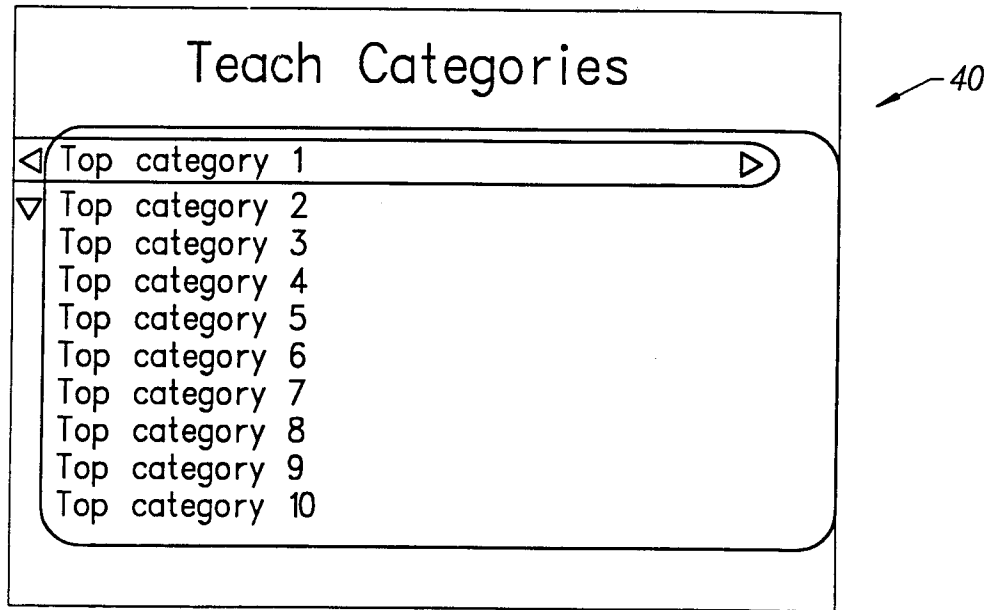 Teach Categories
40
Top category 1
Top category 2
Top category 3
Top category 4
Top category 5
Top category 6
Top category 7
Top category 8
Top category 9
Top category 10